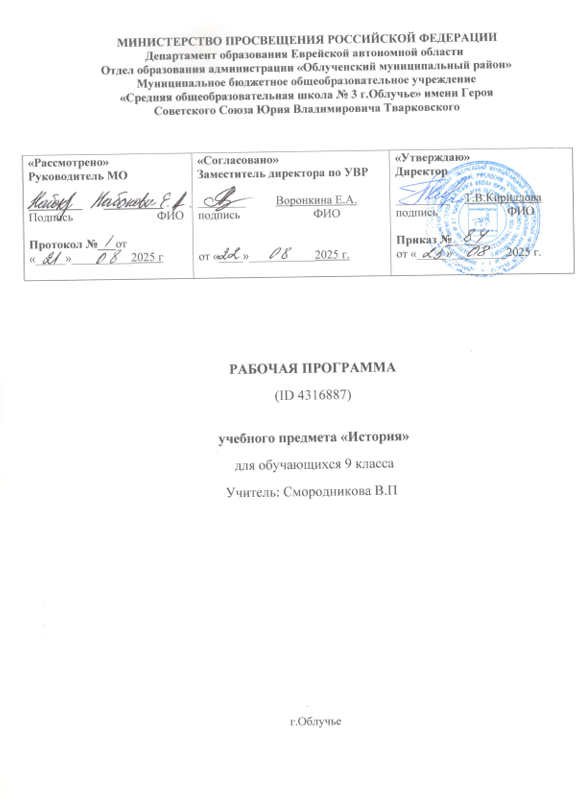 МИНИСТЕРСТВО ПРОСВЕЩЕНИЯ РОССИЙСКОЙ ФЕДЕРАЦИИ
Департамент образования Еврейской автономной области
Отдел образования администрации «Облученский муниципальный район»
Муниципальное бюджетное общеобразовательное учреждение
«Средняя общеобразовательная школа № 3 г.Облучье» имени Героя
Советского Союза Юрия Владимировича Тварковского
«Рассмотрено»
Руководитель МО
Подпись ФИО
Протокол № 1 от
« 21 » 08 2025 г
«Согласовано»
Заместитель директора по УВР
Воронкина Е.А.
подпись ФИО
от « 22 » 08 2025 г.
«Утверждаю»
Директор
Т.В.Кириллова
подпись ФИО
Приказ № 84
от « » 08 2025 г.
РАБОЧАЯ ПРОГРАММА
(ID 4316887)
учебного предмета «История»
для обучающихся 9 класса
Учитель: Смородникова В.П
г.Облучье